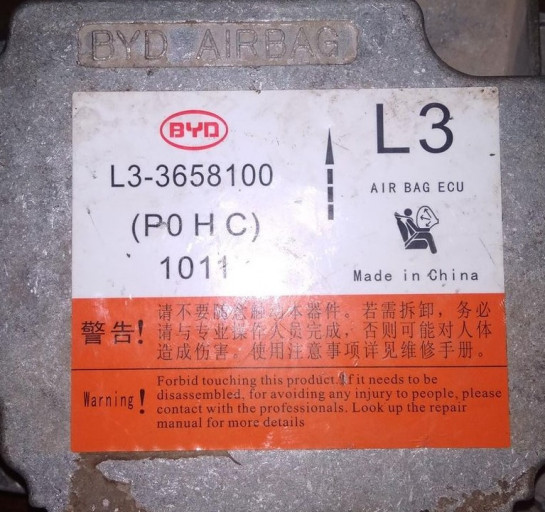 BYD AIRBAG
BYD
L3
L3-3658100
AIR BAG ECU
(P0 H C)
1011
Made in China
警告!
请不要随意触动本器件。若需拆卸,务必
请与专业操作人员完成,否则可能对人体
造成伤害,使用注意事项详见维修手册。
Warning!
Forbid touching this product. If it needs to be
disassembled. for avoiding any injury to people, please
contact with the professionals. Look up the repair
manual for more details